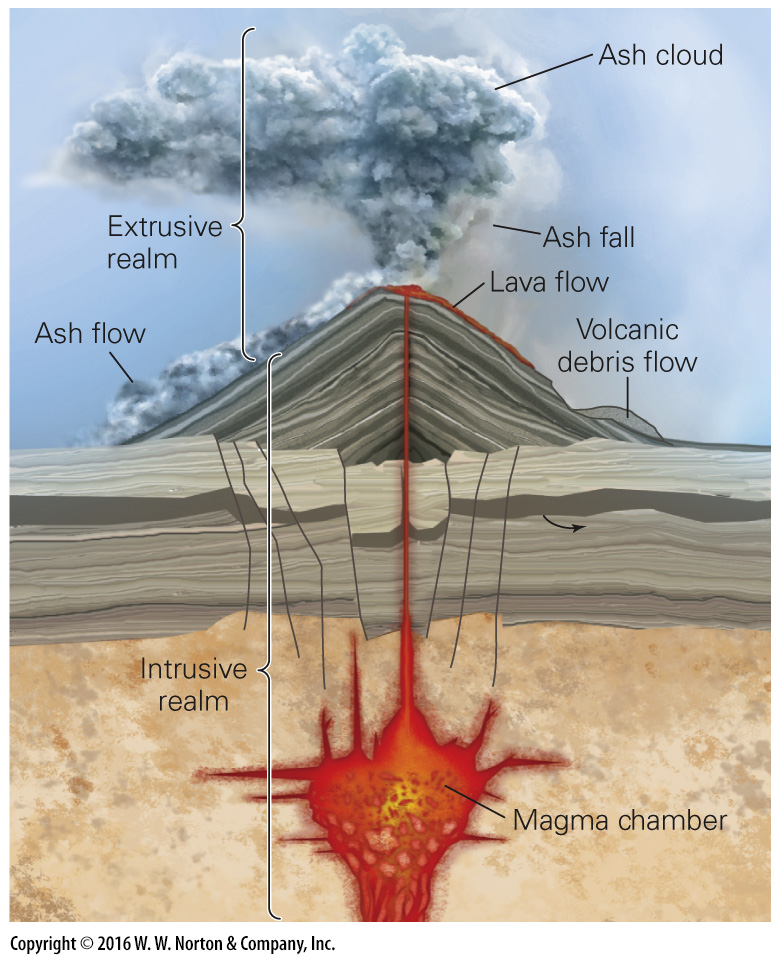 Ash cloud
Extrusive
realm
Ash fall
Lava flow
Ash flow
Volcanic
debris flow
Intrusive
realm
Magma chamber
Copyright © 2016 W. W. Norton & Company, Inc.